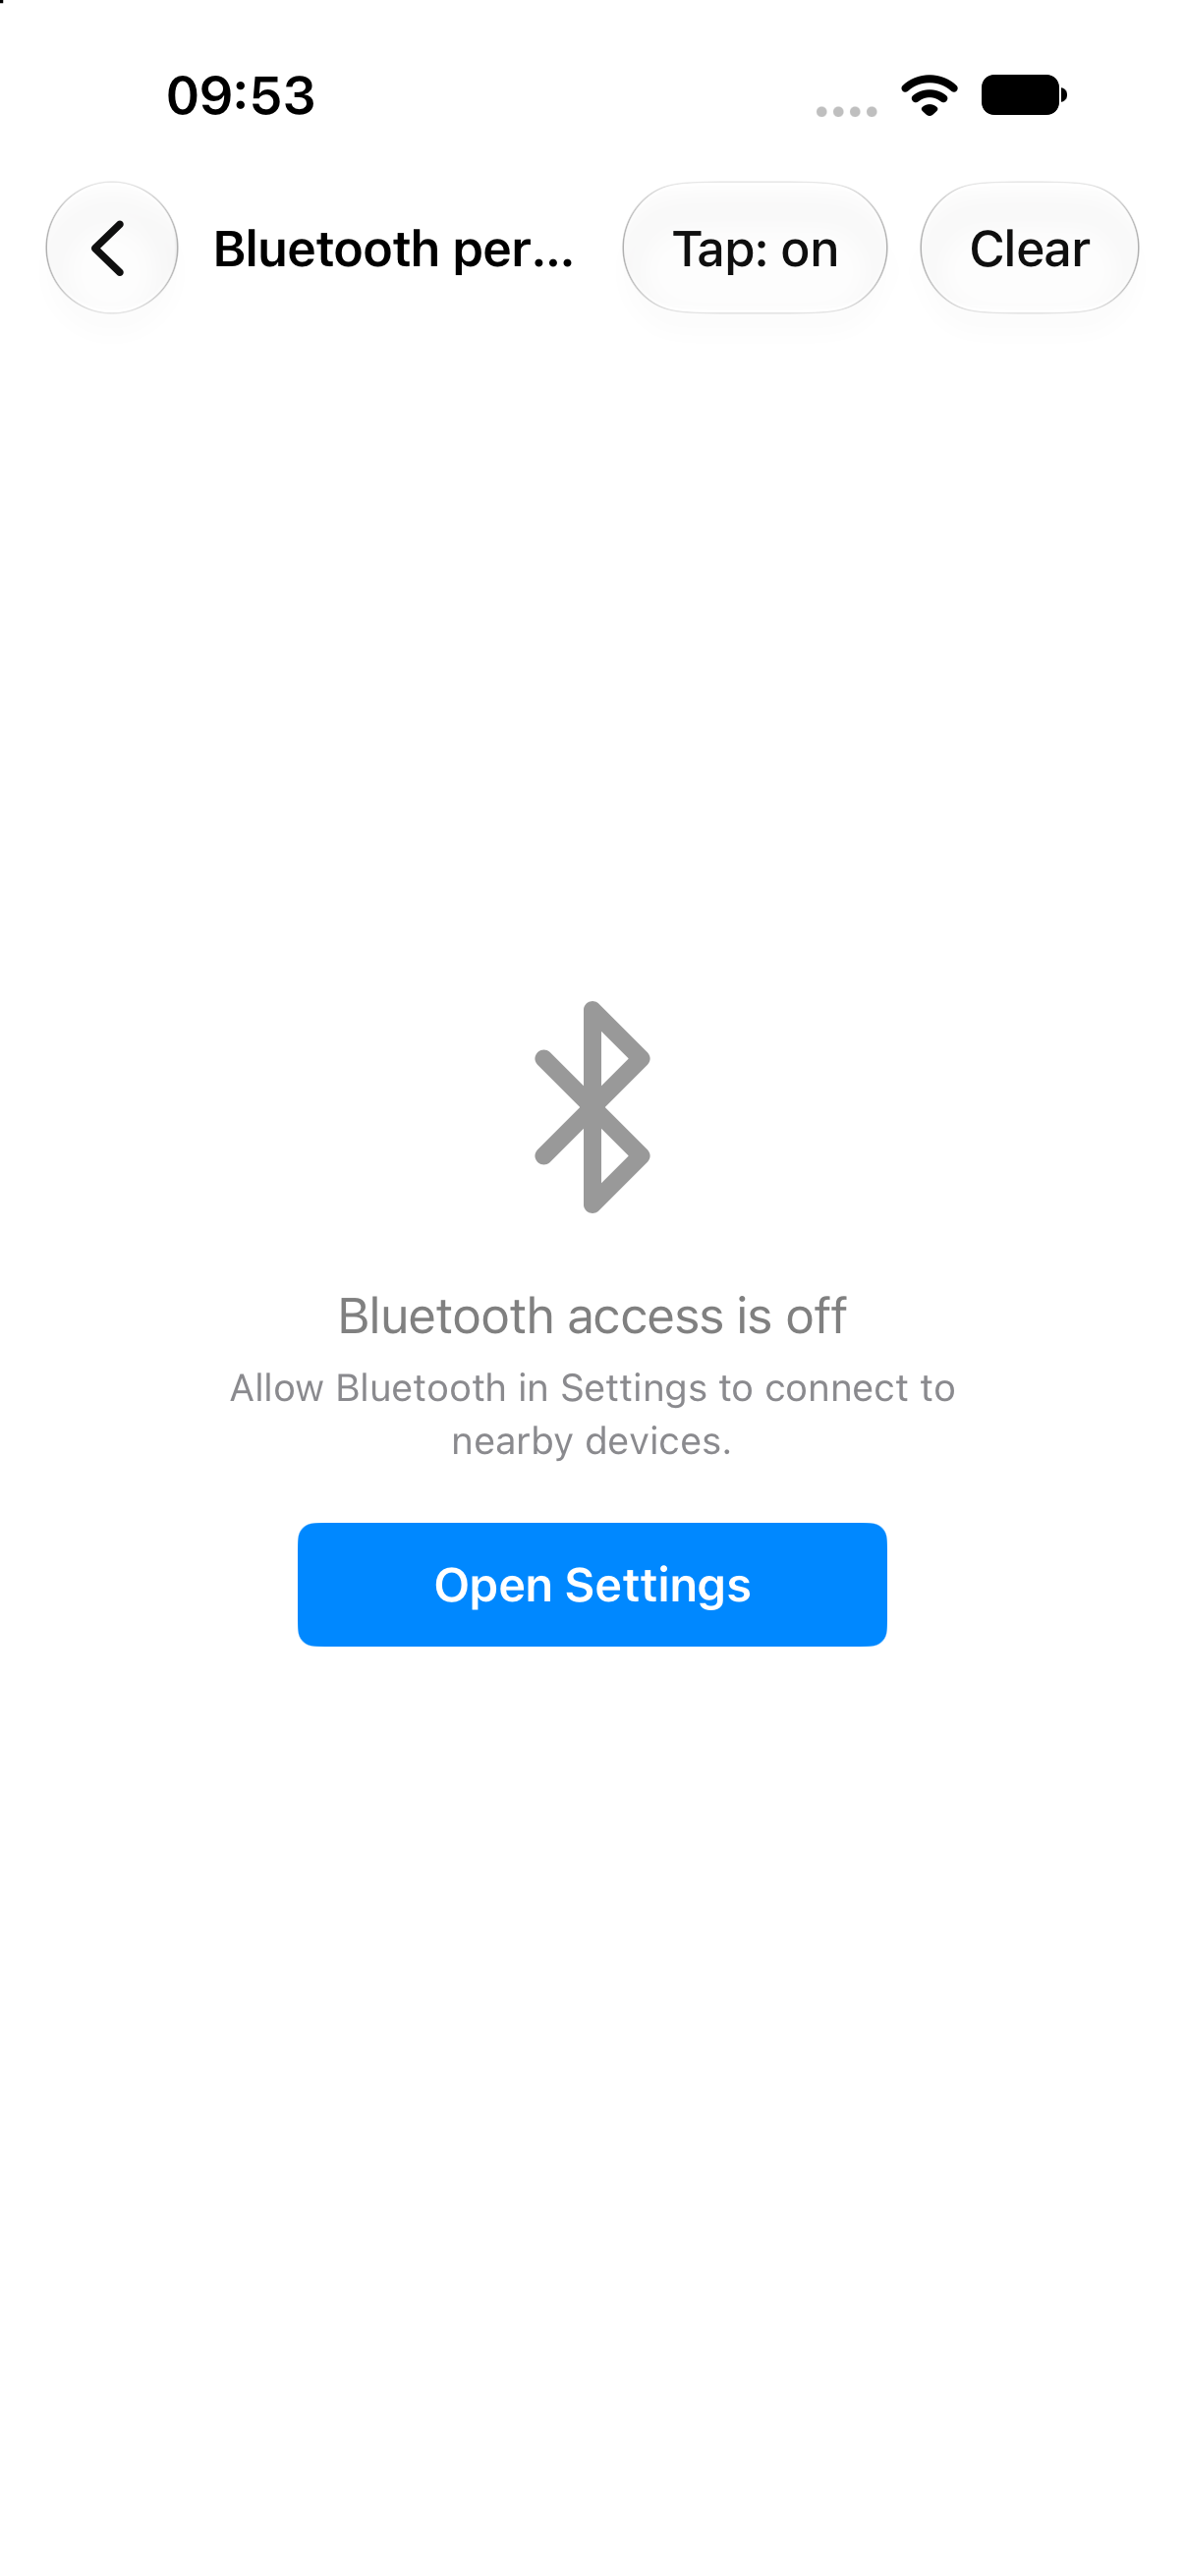 09:53
Bluetooth per...
Tap: on
Clear
Bluetooth access is off
Allow Bluetooth in Settings to connect to
nearby devices.
Open Settings